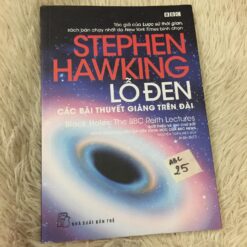 BBC
Tác giả của Lược sử thời gian,
sách bán chạy nhất do New York Times bình chọn
STEPHEN
HAWKING
LỖ ĐEN
CÁC BÀI THUYẾT GIẢNG TRÊN ĐÀI
Black Holes: The BBC Reith Lectures
ABC
25
NHÀ XUẤT BẢN TRẺ